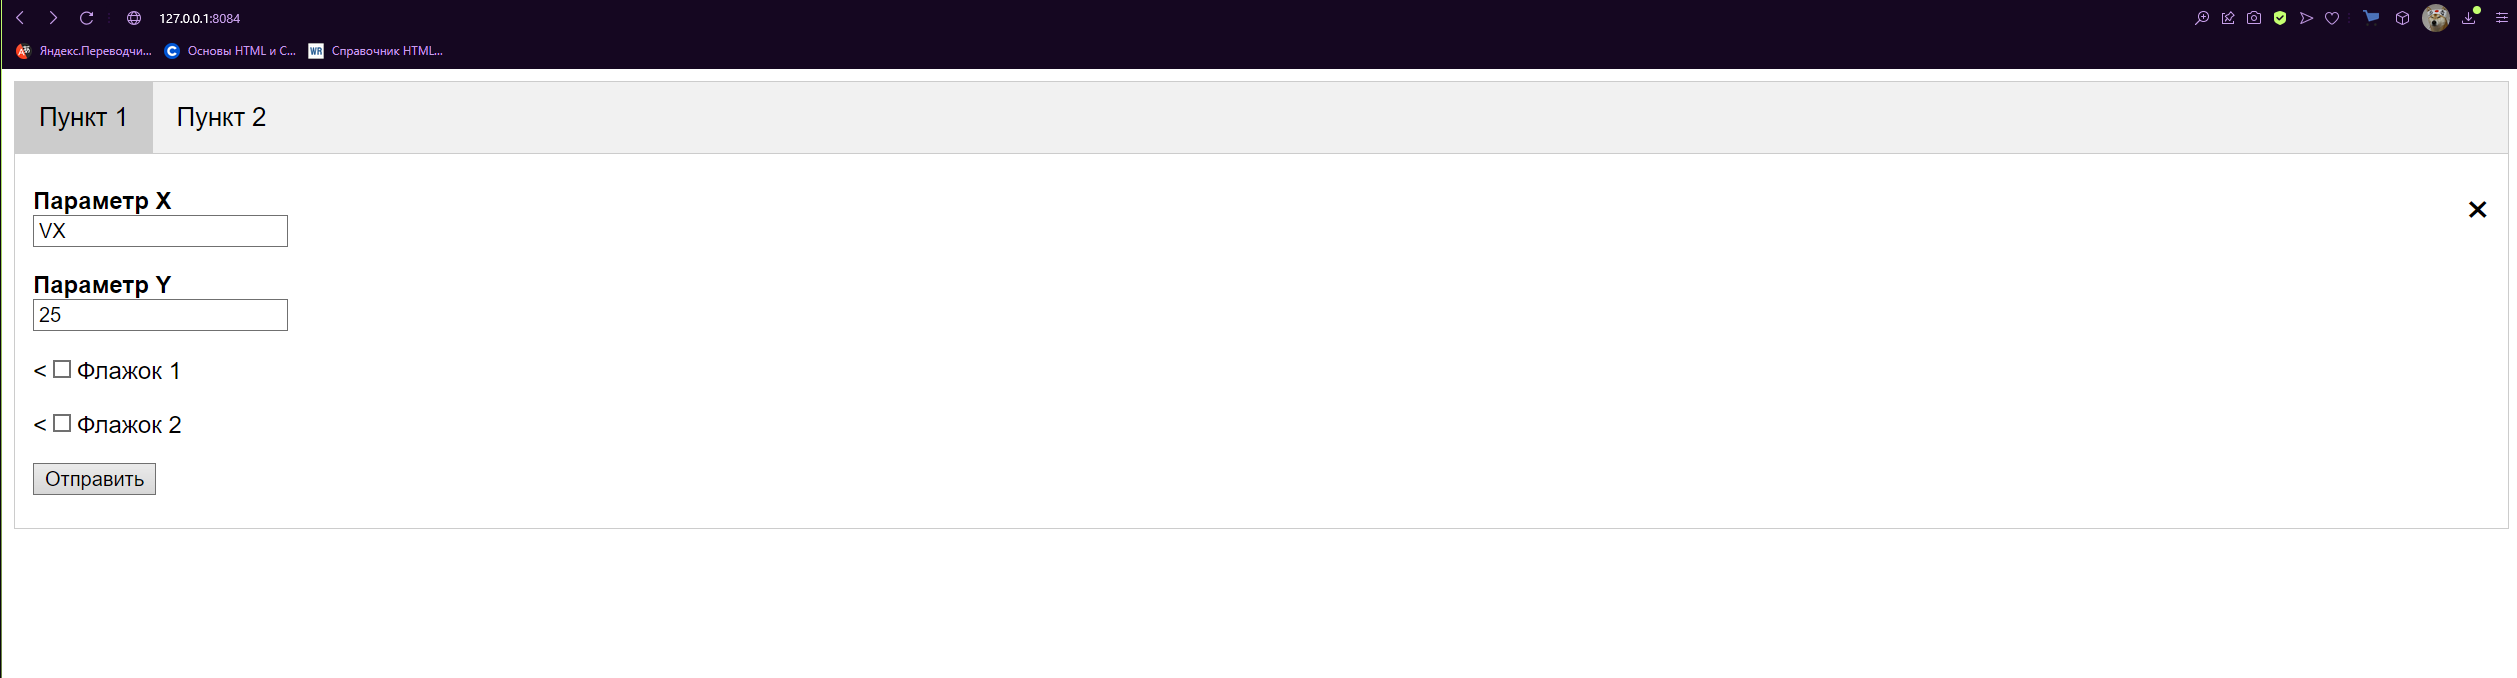 127.0.0.1:8084
Яндекс.Переводчи... Основы HTML и С... WR Справочник HTML...
Пункт 1 Пункт 2
Параметр X
VX
Параметр Y
25
< Флажок 1
< Флажок 2
Отправить